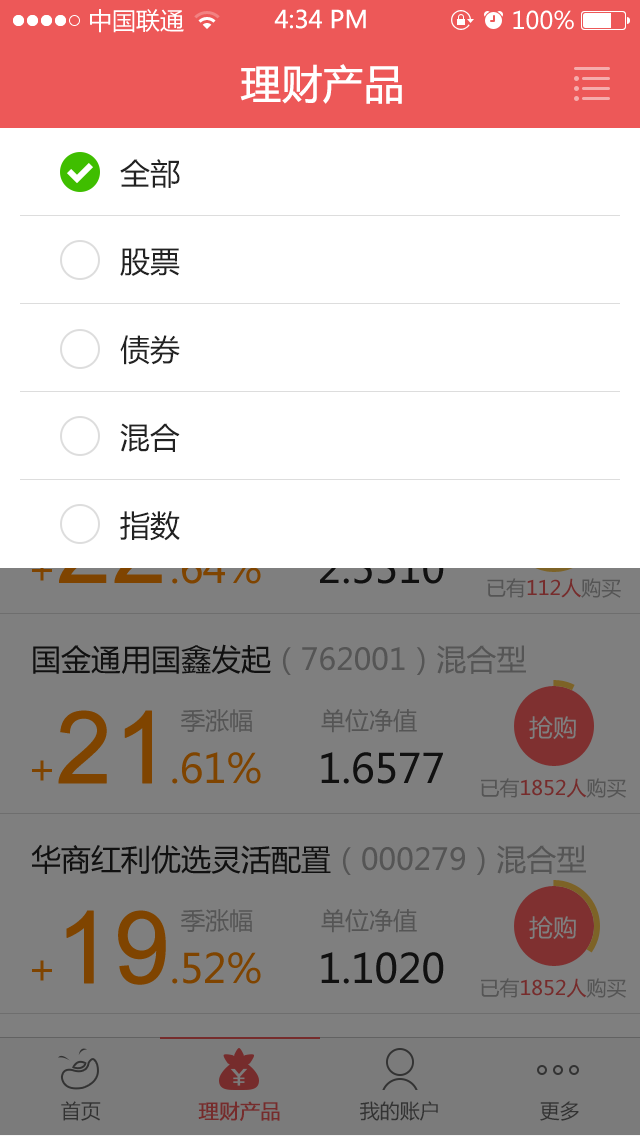 中国联通 4:34 PM 100%
理财产品
全部
股票
债券
混合
指数
已有112人购买
国金通用国鑫发起（762001）混合型
季涨幅 单位净值
+21.61% 1.6577 抢购
已有1852人购买
华商红利优选灵活配置（000279）混合型
季涨幅 单位净值
+19.52% 1.1020 抢购
已有1852人购买
首页 理财产品 我的账户 更多